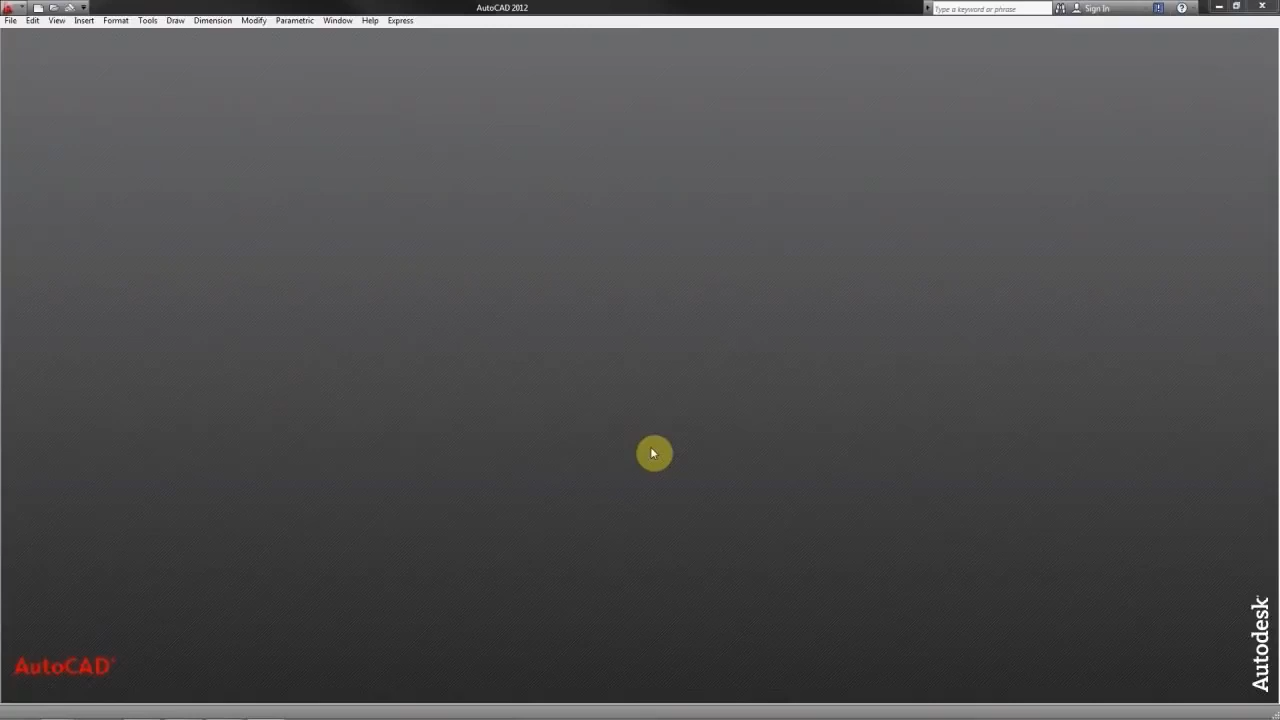 AutoCAD 2012
Type a keyword or phrase
Sign In
File Edit View Insert Format Tools Draw Dimension Modify Parametric Window Help Express
AutoCAD
Autodesk